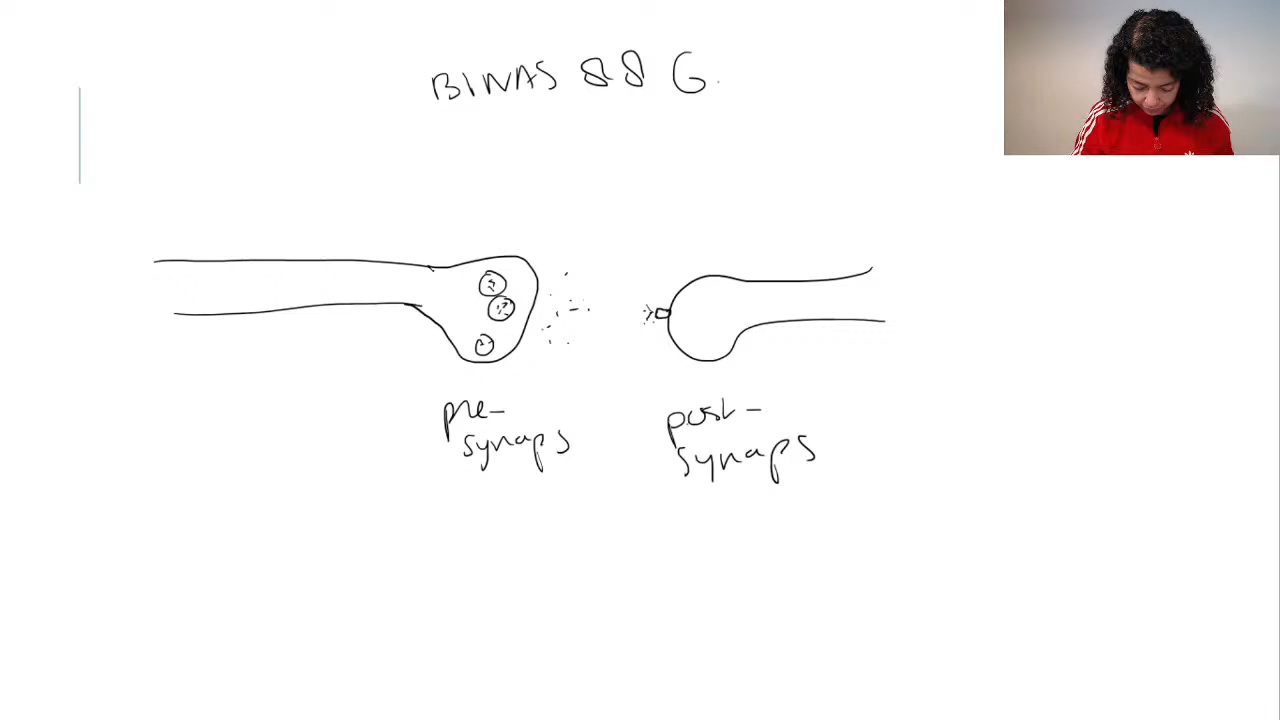 BINAS 88 G
pre-
synaps
post-
synaps